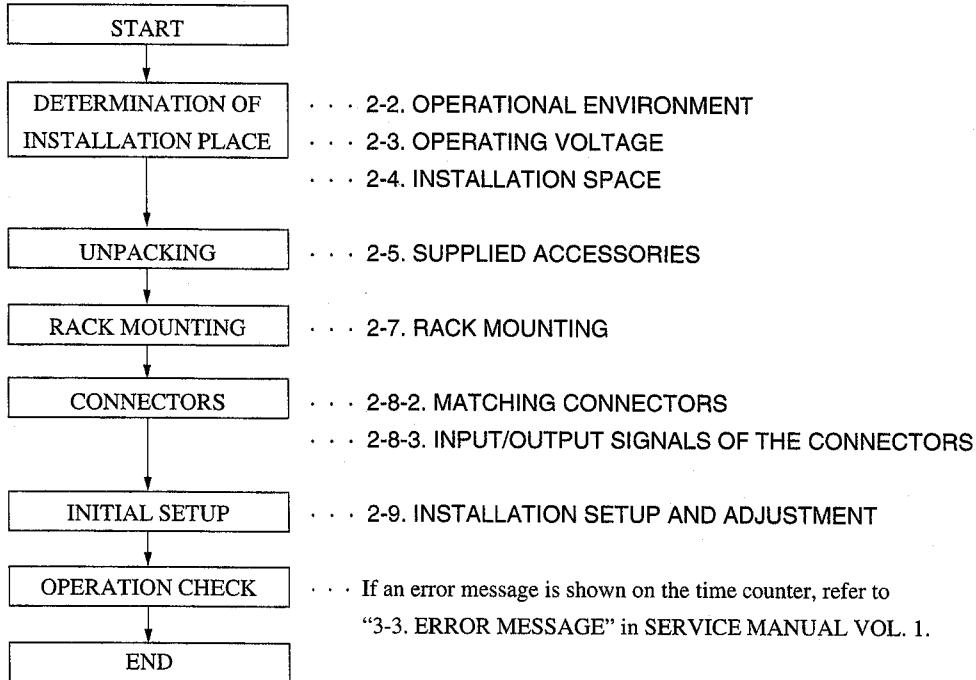 START
DETERMINATION OF
INSTALLATION PLACE
· · · 2-2. OPERATIONAL ENVIRONMENT
· · · 2-3. OPERATING VOLTAGE
· · · 2-4. INSTALLATION SPACE
UNPACKING
· · · 2-5. SUPPLIED ACCESSORIES
RACK MOUNTING
· · · 2-7. RACK MOUNTING
CONNECTORS
· · · 2-8-2. MATCHING CONNECTORS
· · · 2-8-3. INPUT/OUTPUT SIGNALS OF THE CONNECTORS
INITIAL SETUP
· · · 2-9. INSTALLATION SETUP AND ADJUSTMENT
OPERATION CHECK
· · · If an error message is shown on the time counter, refer to
“3-3. ERROR MESSAGE” in SERVICE MANUAL VOL. 1.
END